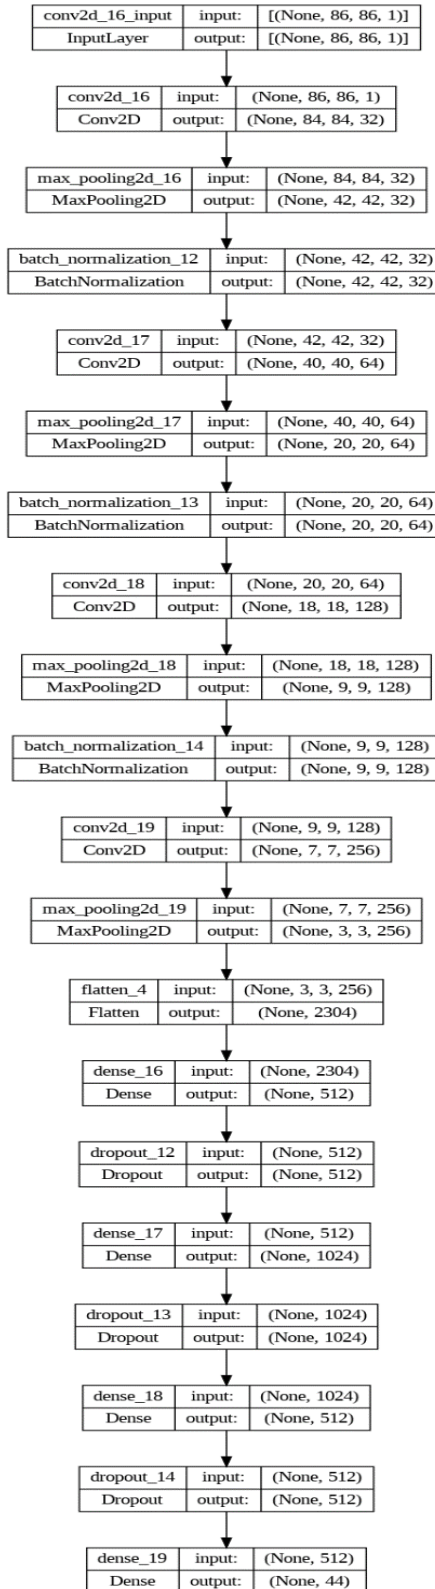 conv2d_16_input input: [(None, 86, 86, 1)]
InputLayer output: [(None, 86, 86, 1)]
conv2d_16 input: (None, 86, 86, 1)
Conv2D output: (None, 84, 84, 32)
max_pooling2d_16 input: (None, 84, 84, 32)
MaxPooling2D output: (None, 42, 42, 32)
batch_normalization_12 input: (None, 42, 42, 32)
BatchNormalization output: (None, 42, 42, 32)
conv2d_17 input: (None, 42, 42, 32)
Conv2D output: (None, 40, 40, 64)
max_pooling2d_17 input: (None, 40, 40, 64)
MaxPooling2D output: (None, 20, 20, 64)
batch_normalization_13 input: (None, 20, 20, 64)
BatchNormalization output: (None, 20, 20, 64)
conv2d_18 input: (None, 20, 20, 64)
Conv2D output: (None, 18, 18, 128)
max_pooling2d_18 input: (None, 18, 18, 128)
MaxPooling2D output: (None, 9, 9, 128)
batch_normalization_14 input: (None, 9, 9, 128)
BatchNormalization output: (None, 9, 9, 128)
conv2d_19 input: (None, 9, 9, 128)
Conv2D output: (None, 7, 7, 256)
max_pooling2d_19 input: (None, 7, 7, 256)
MaxPooling2D output: (None, 3, 3, 256)
flatten_4 input: (None, 3, 3, 256)
Flatten output: (None, 2304)
dense_16 input: (None, 2304)
Dense output: (None, 512)
dropout_12 input: (None, 512)
Dropout output: (None, 512)
dense_17 input: (None, 512)
Dense output: (None, 1024)
dropout_13 input: (None, 1024)
Dropout output: (None, 1024)
dense_18 input: (None, 1024)
Dense output: (None, 512)
dropout_14 input: (None, 512)
Dropout output: (None, 512)
dense_19 input: (None, 512)
Dense output: (None, 44)